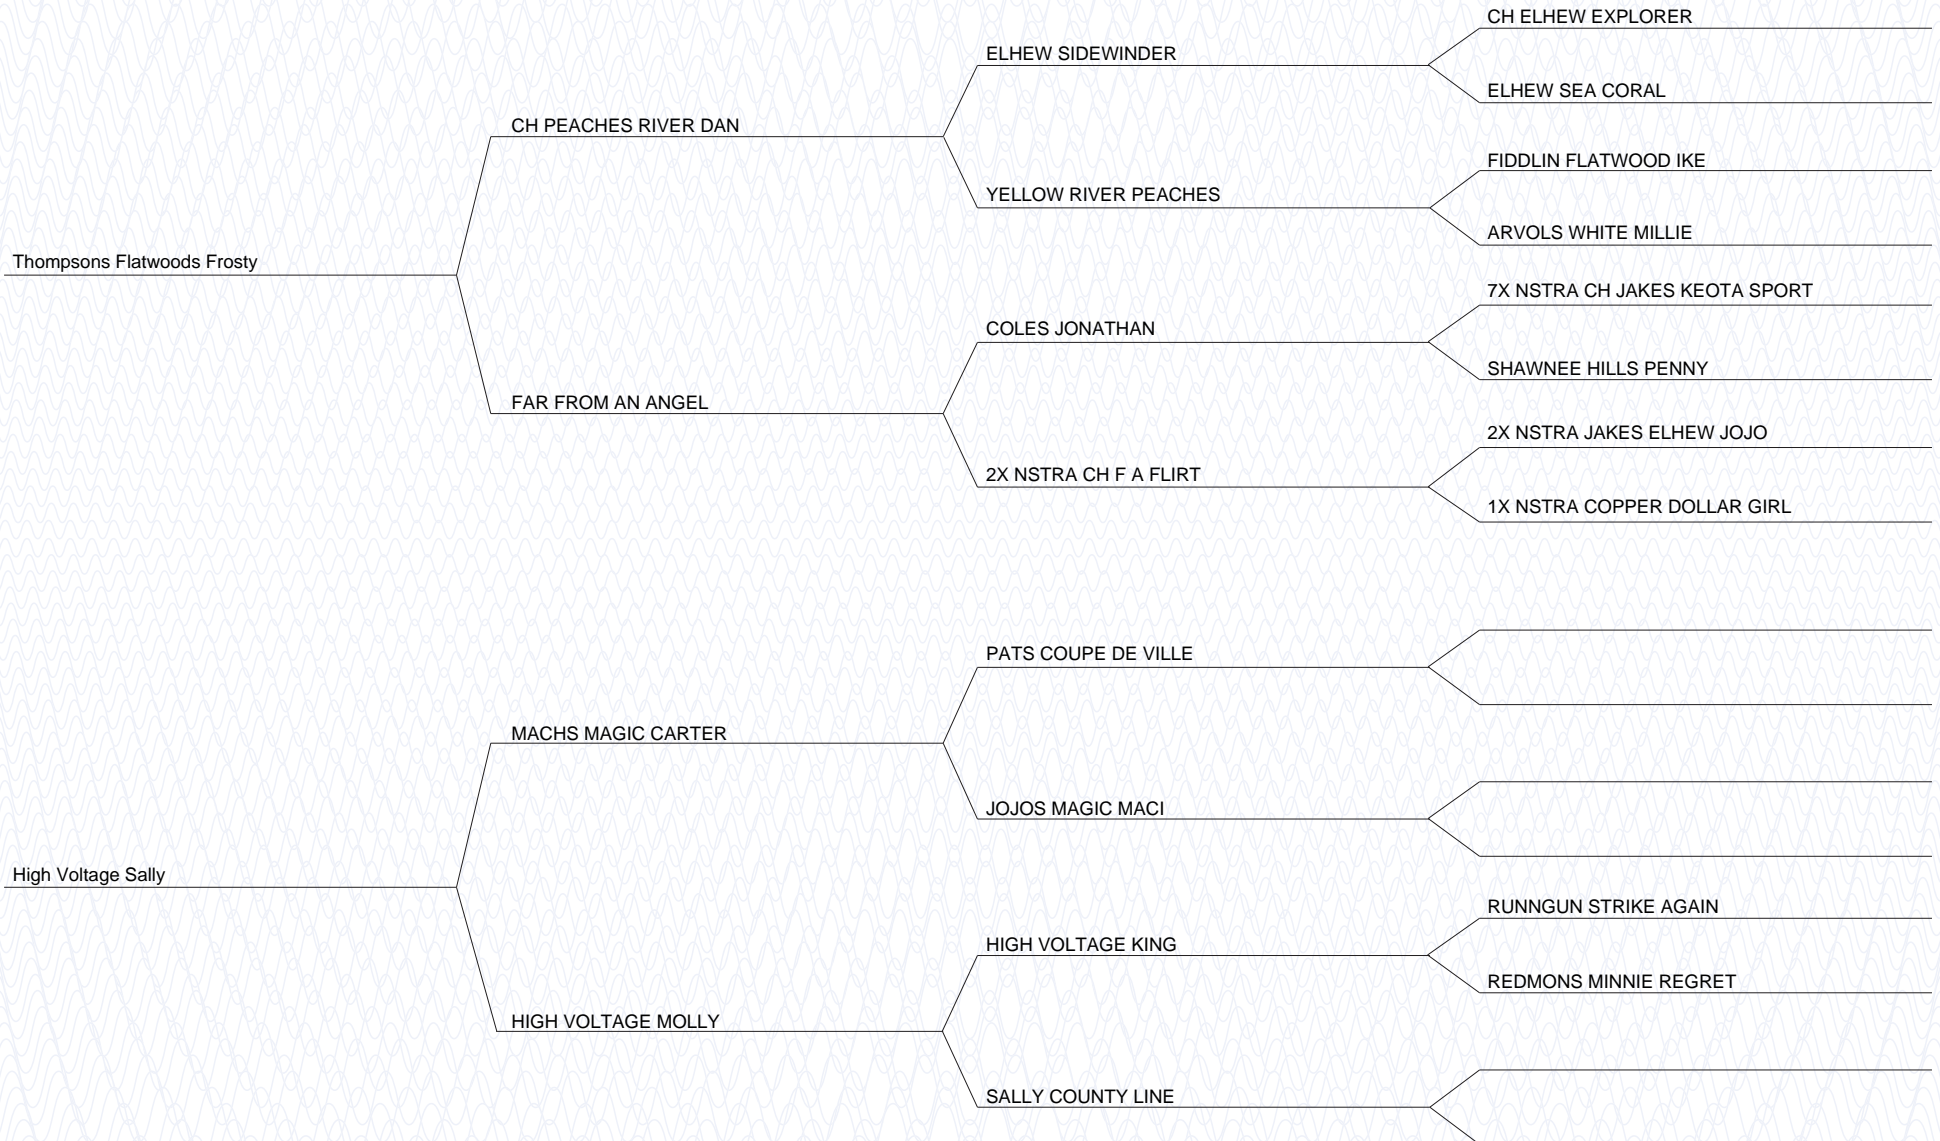 CH ELHEW EXPLORER
ELHEW SIDEWINDER
ELHEW SEA CORAL
CH PEACHES RIVER DAN
FIDDLIN FLATWOOD IKE
YELLOW RIVER PEACHES
ARVOLS WHITE MILLIE
Thompsons Flatwoods Frosty
7X NSTRA CH JAKES KEOTA SPORT
COLES JONATHAN
SHAWNEE HILLS PENNY
FAR FROM AN ANGEL
2X NSTRA JAKES ELHEW JOJO
2X NSTRA CH F A FLIRT
1X NSTRA COPPER DOLLAR GIRL
PATS COUPE DE VILLE
MACHS MAGIC CARTER
JOJOS MAGIC MACI
High Voltage Sally
RUNNGUN STRIKE AGAIN
HIGH VOLTAGE KING
REDMONS MINNIE REGRET
HIGH VOLTAGE MOLLY
SALLY COUNTY LINE